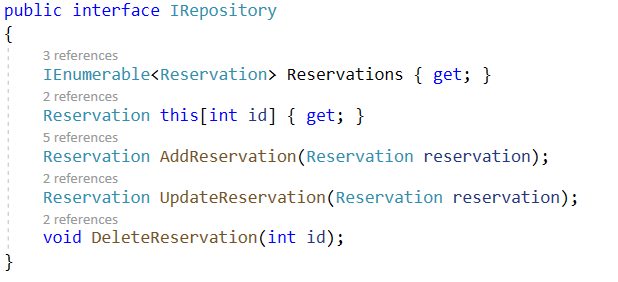 public interface IRepository
{
3 references
IEnumerable<Reservation> Reservations { get; }
2 references
Reservation this[int id] { get; }
5 references
Reservation AddReservation(Reservation reservation);
2 references
Reservation UpdateReservation(Reservation reservation);
2 references
void DeleteReservation(int id);
}